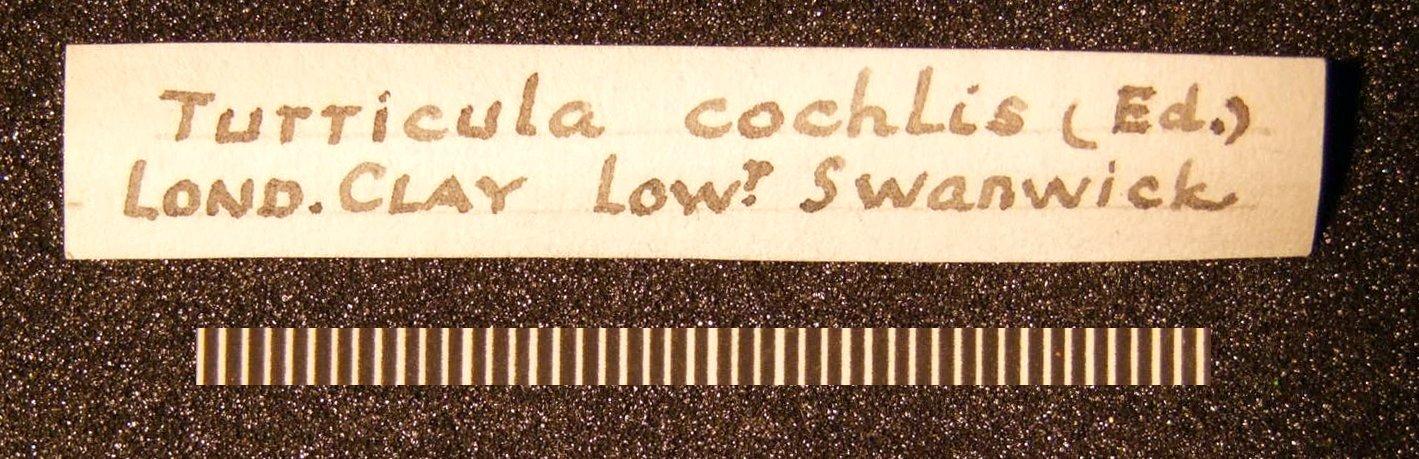 Turricula cochlis (Ed.)
LOND. CLAY Low? Swanwick